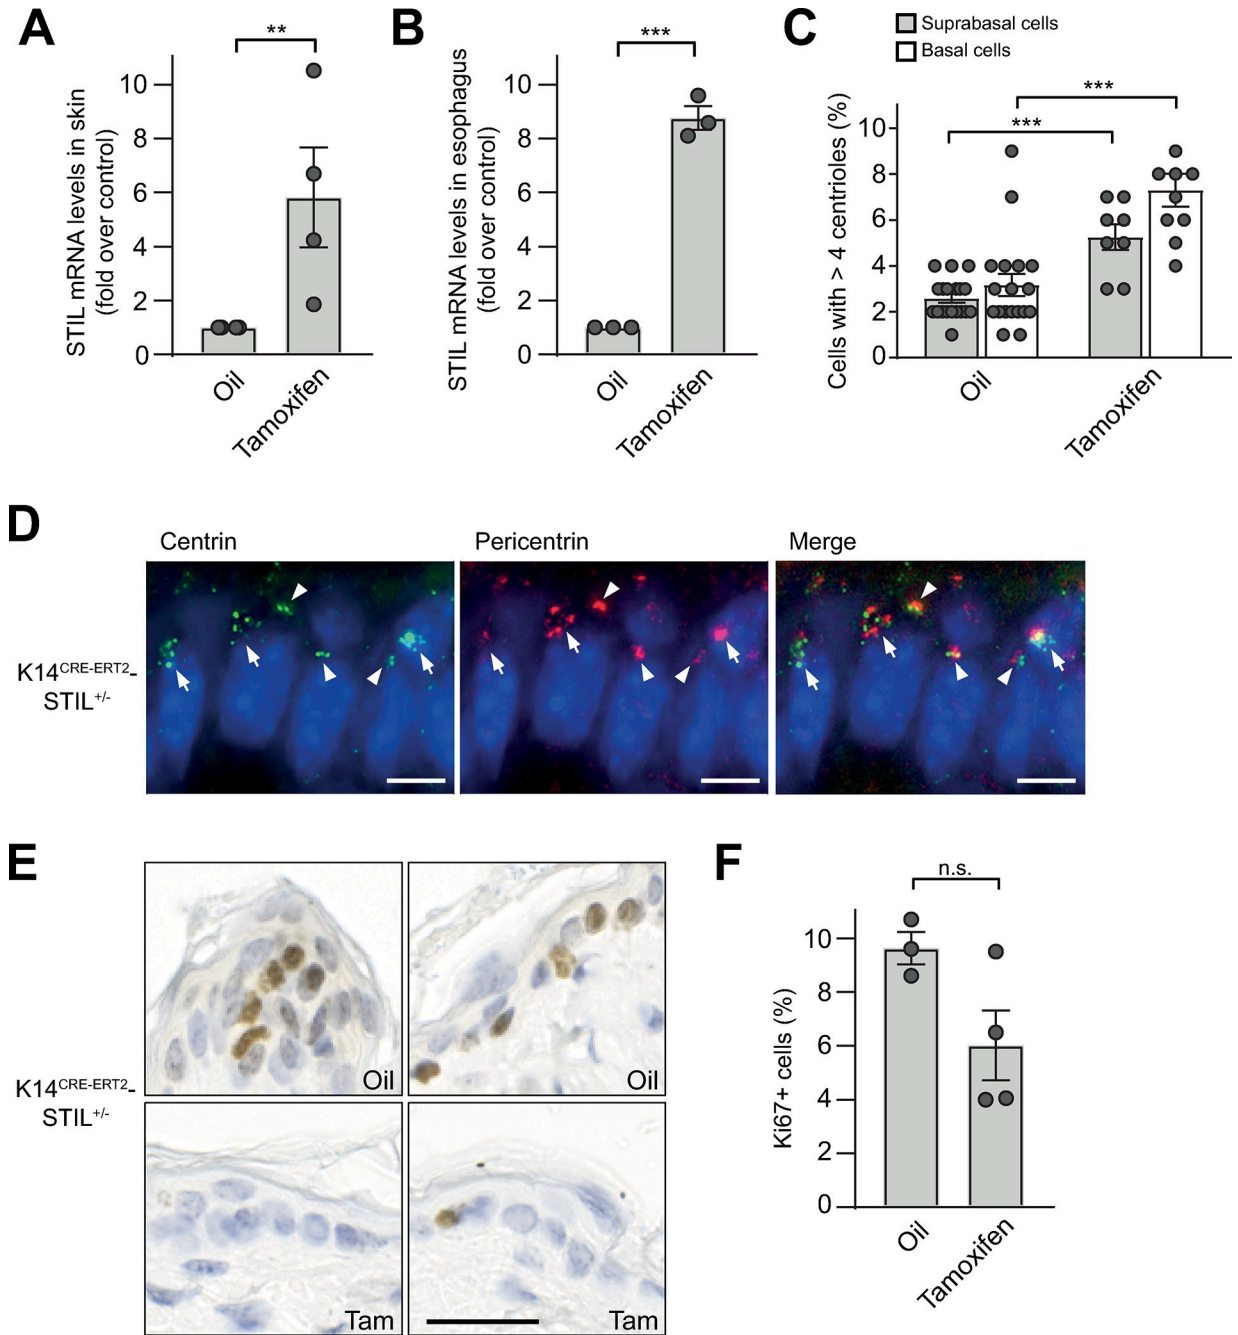 A
**
STIL mRNA levels in skin
(fold over control)
10
8
6
4
2
0
Oil
Tamoxifen
B
***
STIL mRNA levels in esophagus
(fold over control)
10
8
6
4
2
0
Oil
Tamoxifen
C
Suprabasal cells
Basal cells
***
***
Cells with > 4 centrioles (%)
10
8
6
4
2
0
Oil
Tamoxifen
D
Centrin
Pericentrin
Merge
K14CRE-ERT2-
STIL+/-
E
Oil
Oil
K14CRE-ERT2-
STIL+/-
Tam
Tam
F
n.s.
Ki67+ cells (%)
10
8
6
4
2
0
Oil
Tamoxifen